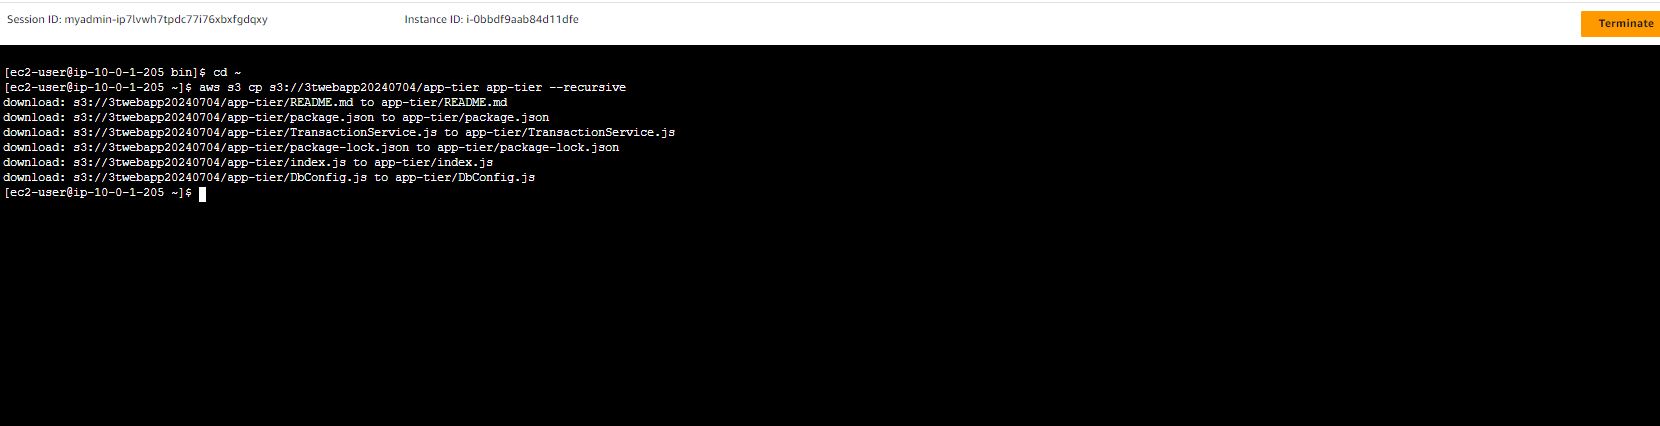 Session ID: myadmin-ip7lvwh7tpdc77i76xbxfgdqxy Instance ID: i-0bbdf9aab84d11dfe Terminate
[ec2-user@ip-10-0-1-205 bin]$ cd ~
[ec2-user@ip-10-0-1-205 ~]$ aws s3 cp s3://3twebapp20240704/app-tier app-tier --recursive
download: s3://3twebapp20240704/app-tier/README.md to app-tier/README.md
download: s3://3twebapp20240704/app-tier/package.json to app-tier/package.json
download: s3://3twebapp20240704/app-tier/TransactionService.js to app-tier/TransactionService.js
download: s3://3twebapp20240704/app-tier/package-lock.json to app-tier/package-lock.json
download: s3://3twebapp20240704/app-tier/index.js to app-tier/index.js
download: s3://3twebapp20240704/app-tier/DbConfig.js to app-tier/DbConfig.js
[ec2-user@ip-10-0-1-205 ~]$